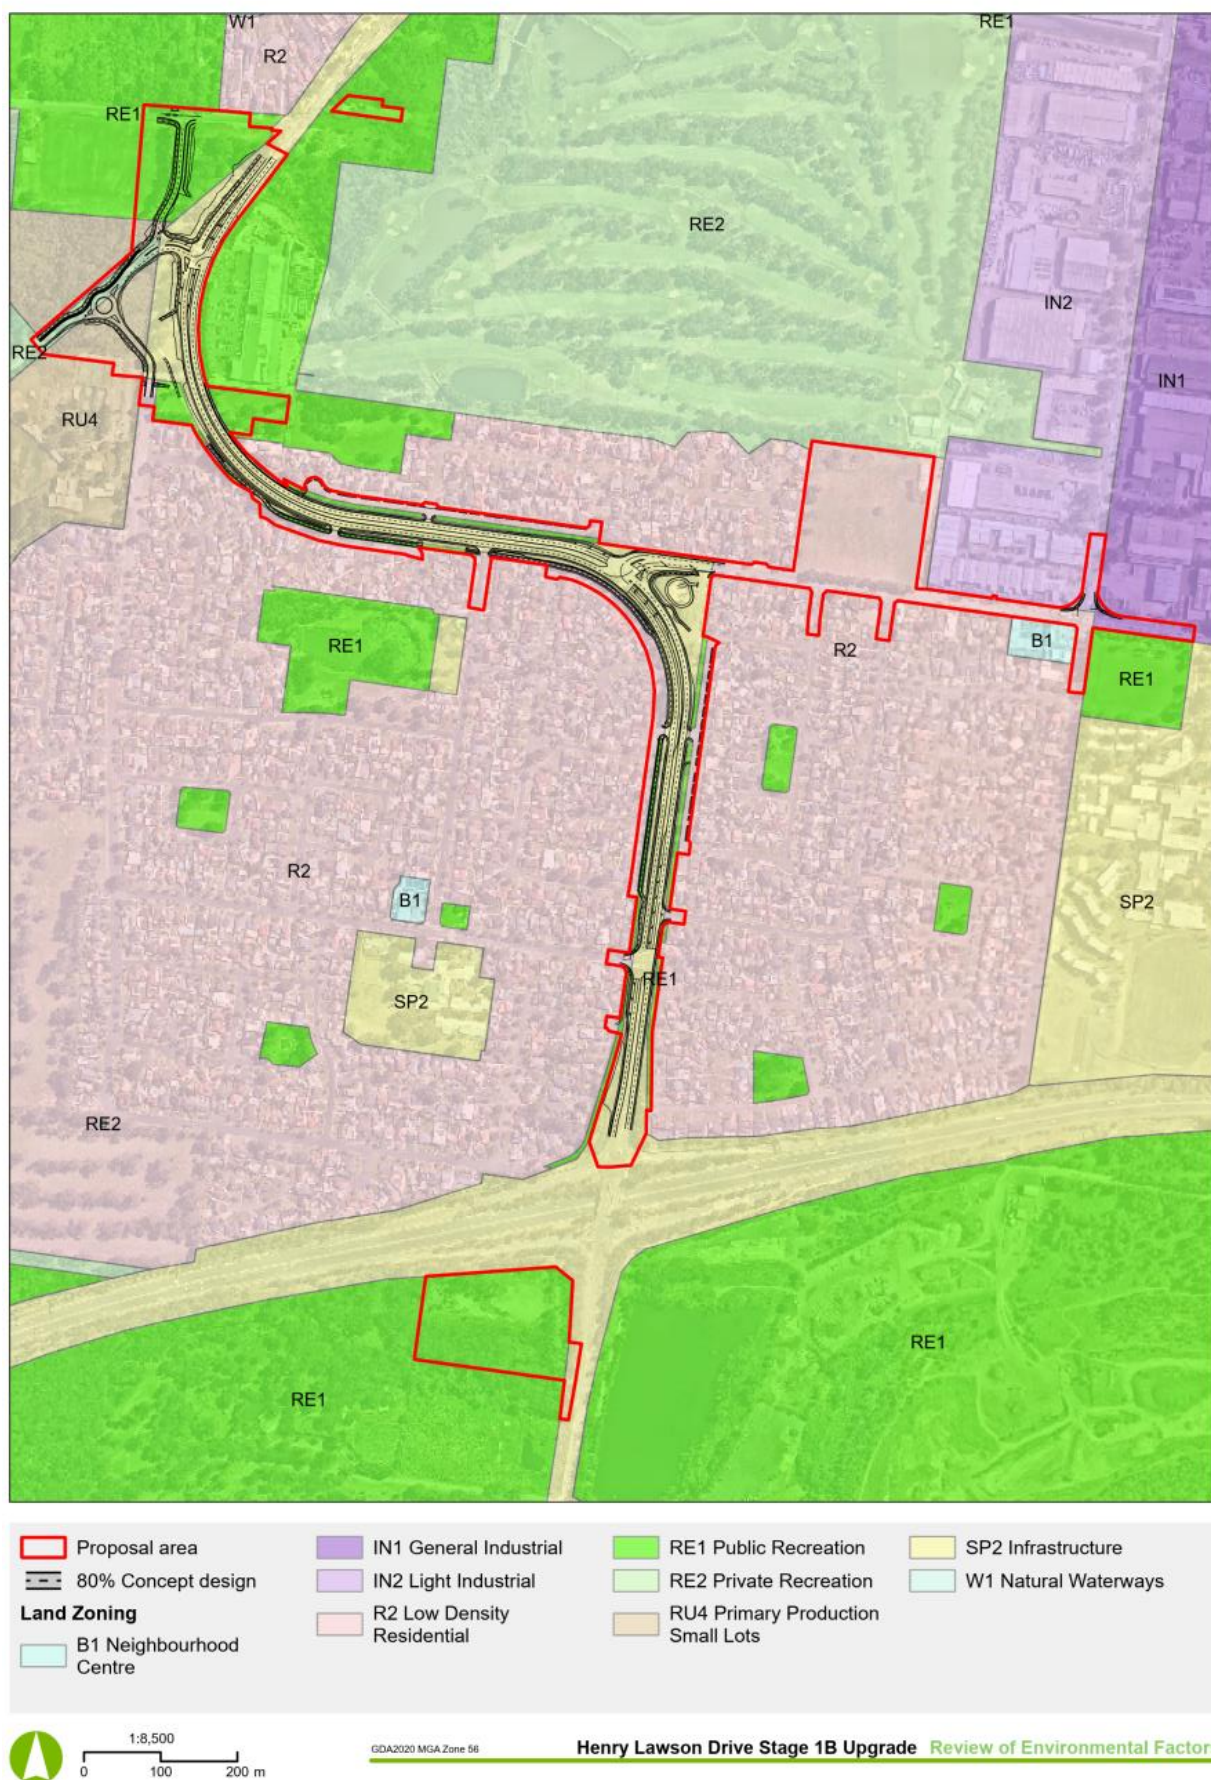 W1
RE1
R2
RE1
RE2
IN2
RE2
IN1
RU4
RE1
B1
R2
RE1
R2
B1
SP2
RE1
SP2
RE2
RE1
RE1
Proposal area
80% Concept design
Land Zoning
B1 Neighbourhood
Centre
IN1 General Industrial
IN2 Light Industrial
R2 Low Density
Residential
RE1 Public Recreation
RE2 Private Recreation
RU4 Primary Production
Small Lots
SP2 Infrastructure
W1 Natural Waterways
1:8,500
0 100 200 m
GDA2020 MGA Zone 56
Henry Lawson Drive Stage 1B Upgrade Review of Environmental Factor